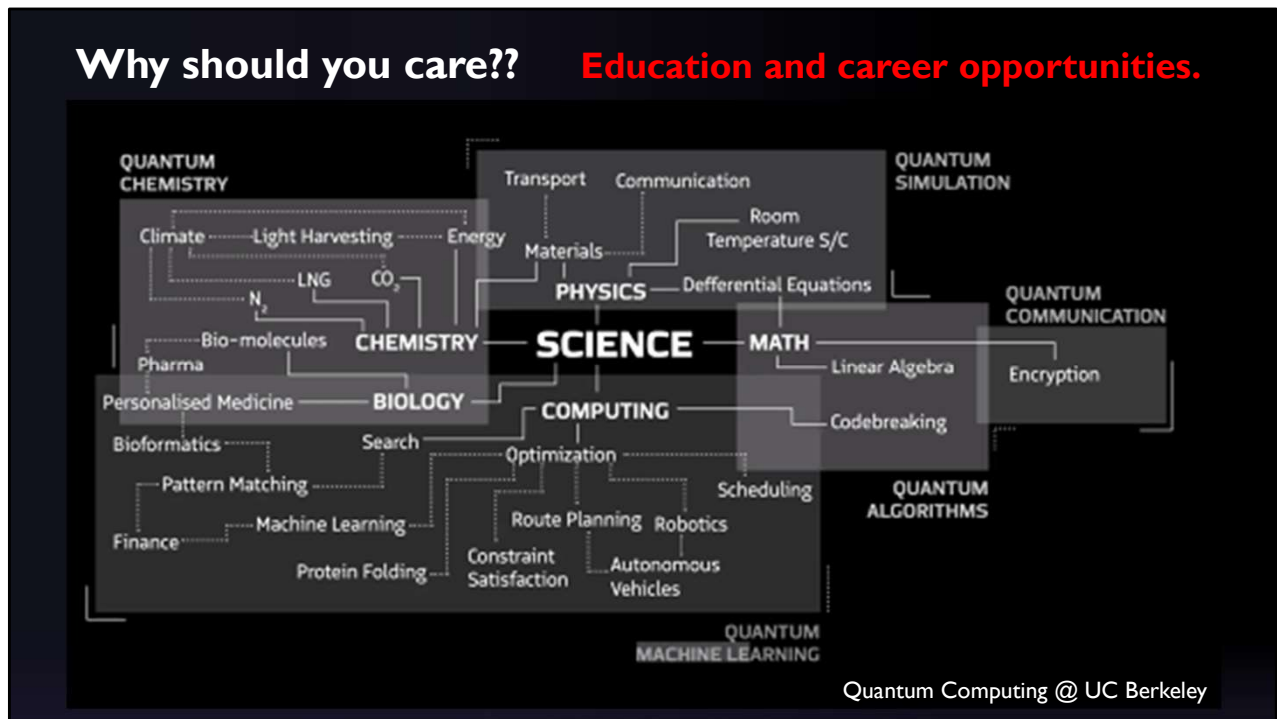 Why should you care??
Education and career opportunities.
QUANTUM
CHEMISTRY
QUANTUM
SIMULATION
Transport
Communication
Room
Temperature S/C
Climate
Light Harvesting
Energy
Materials
LNG
CO₂
PHYSICS
Defferential Equations
N₂
QUANTUM
COMMUNICATION
Bio-molecules
CHEMISTRY
SCIENCE
MATH
Pharma
Linear Algebra
Encryption
Personalised Medicine
BIOLOGY
COMPUTING
Codebreaking
Bioformatics
Search
Optimization
Pattern Matching
Scheduling
QUANTUM
ALGORITHMS
Machine Learning
Route Planning
Robotics
Finance
Protein Folding
Constraint
Satisfaction
Autonomous
Vehicles
QUANTUM
MACHINE LEARNING
Quantum Computing @ UC Berkeley